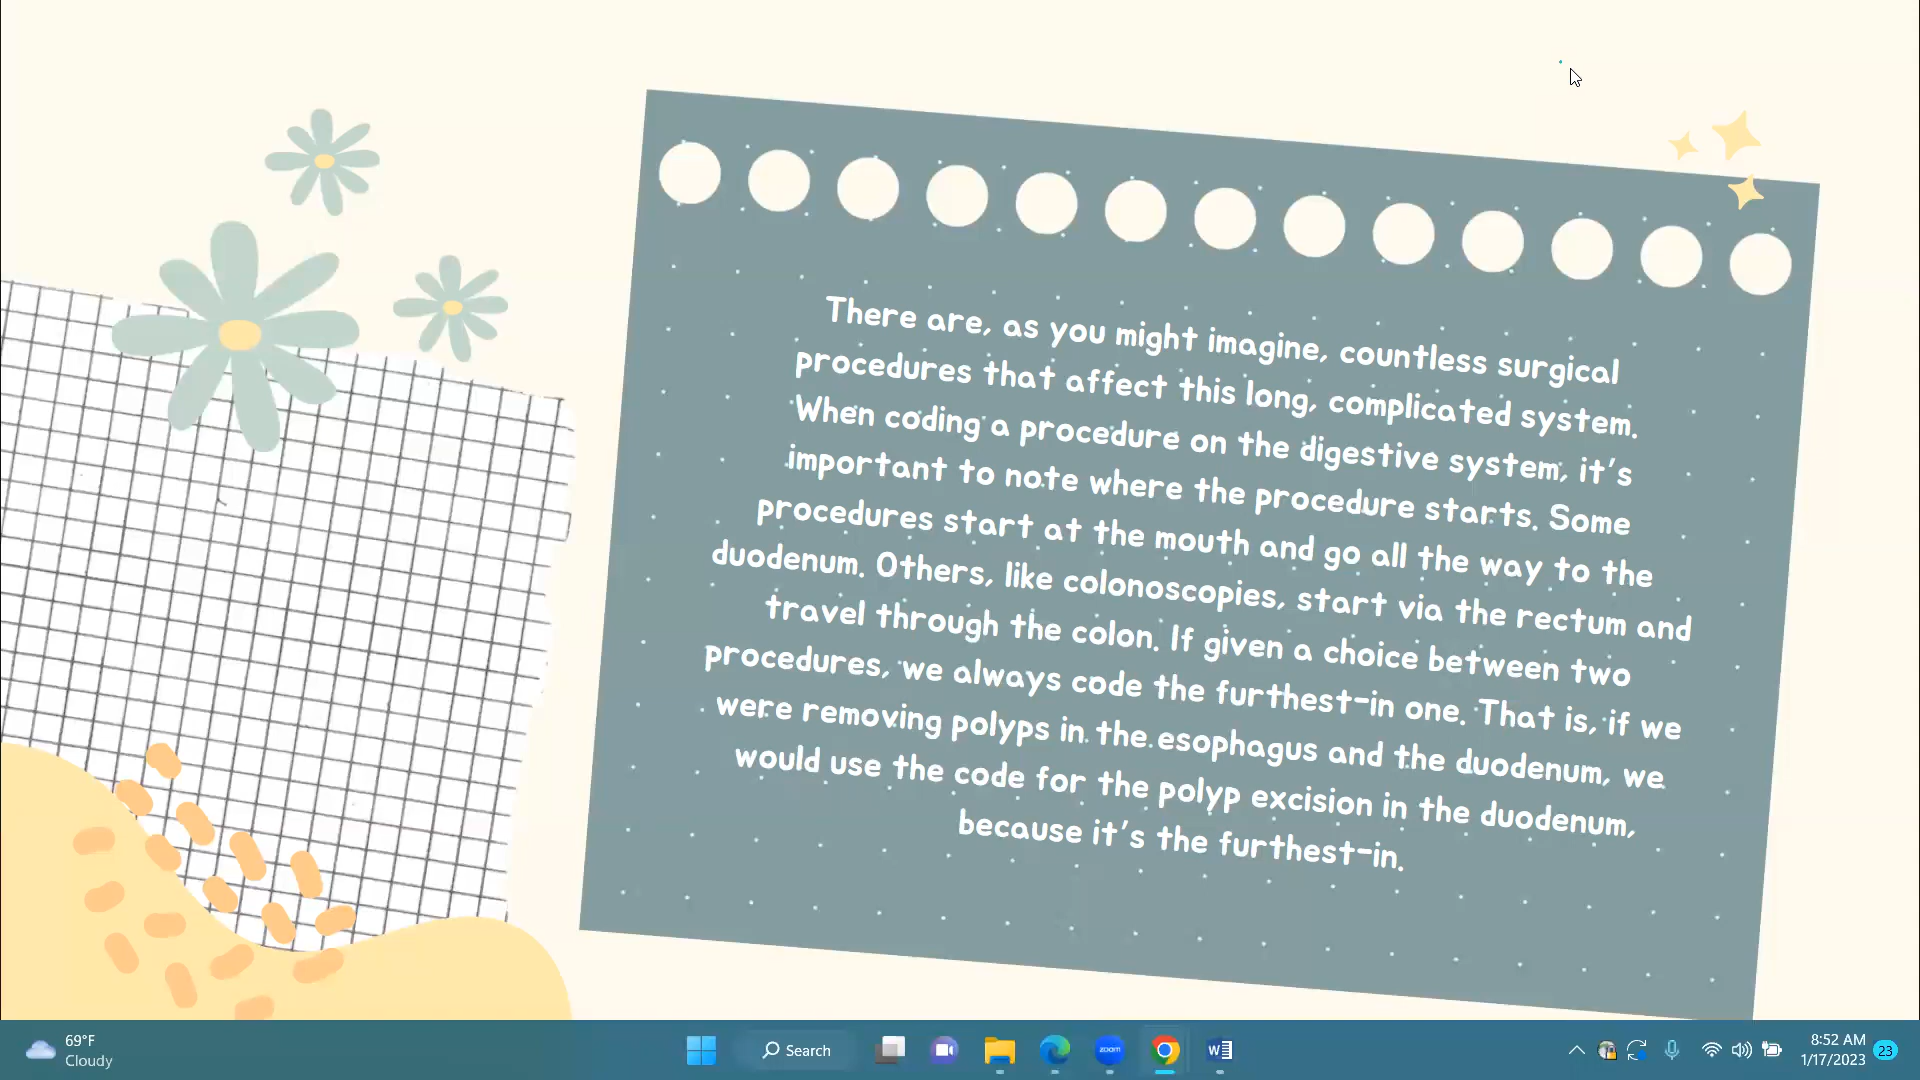 There are, as you might imagine, countless surgical
procedures that affect this long, complicated system.
When coding a procedure on the digestive system, it's
important to note where the procedure starts. Some
procedures start at the mouth and go all the way to the
duodenum. Others, like colonoscopies, start via the rectum and
travel through the colon. If given a choice between two
procedures, we always code the furthest-in one. That is, if we
were removing polyps in the esophagus and the duodenum, we
would use the code for the polyp excision in the duodenum,
because it's the furthest-in.
69°F
Cloudy
Search
zoom
W
8:52 AM
1/17/2023
23